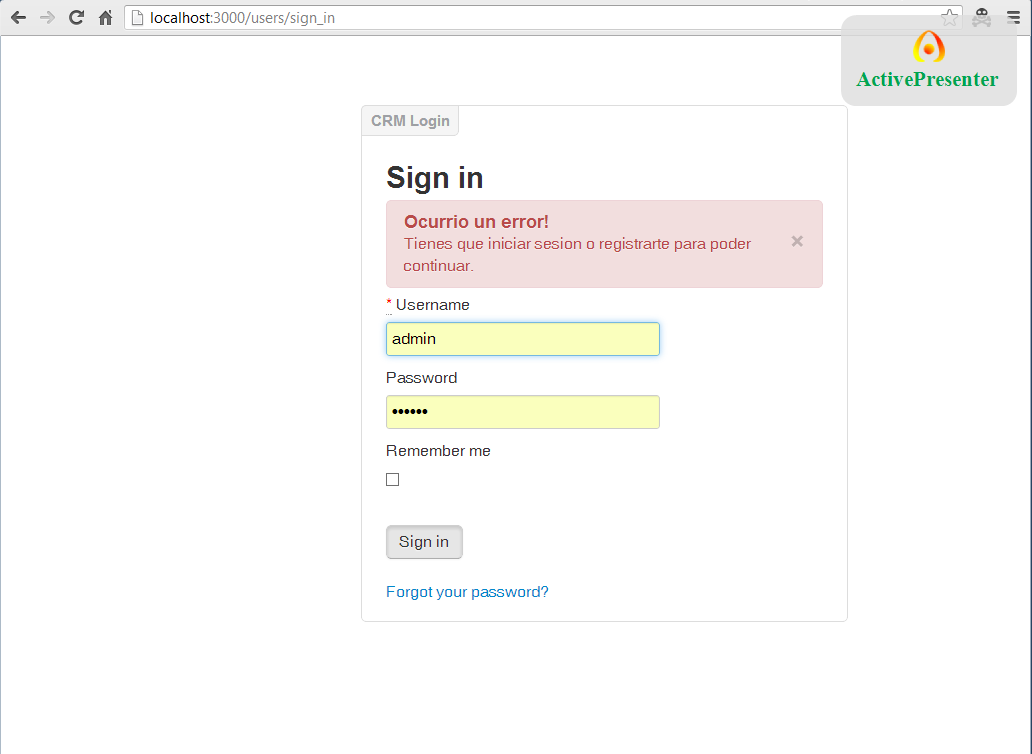 localhost:3000/users/sign_in
ActivePresenter
CRM Login
Sign in
Ocurrio un error!
Tienes que iniciar sesion o registrarte para poder
continuar.
×
* Username
admin
Password
••••••
Remember me
Sign in
Forgot your password?